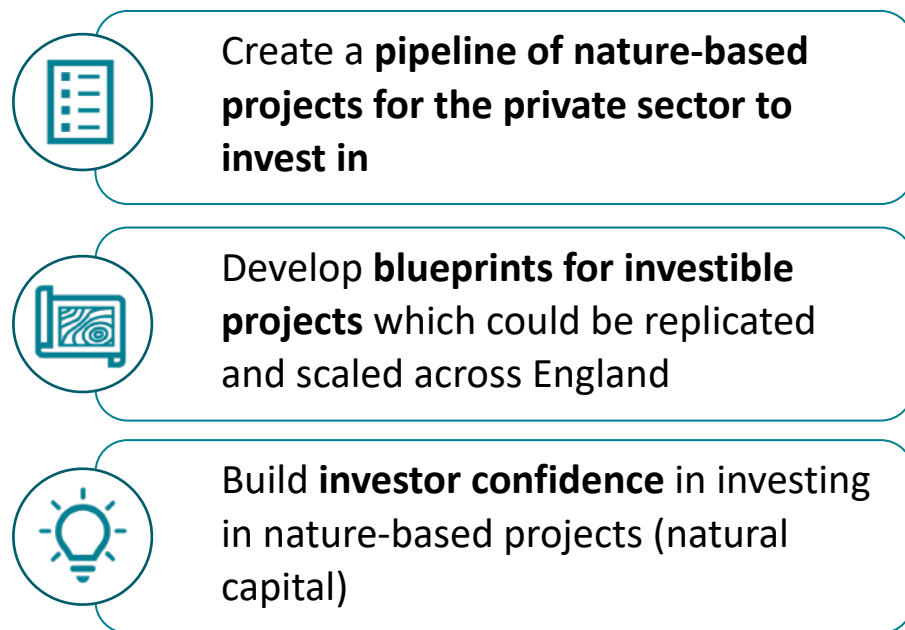 Create a pipeline of nature-based
projects for the private sector to
invest in
Develop blueprints for investible
projects which could be replicated
and scaled across England
Build investor confidence in investing
in nature-based projects (natural
capital)